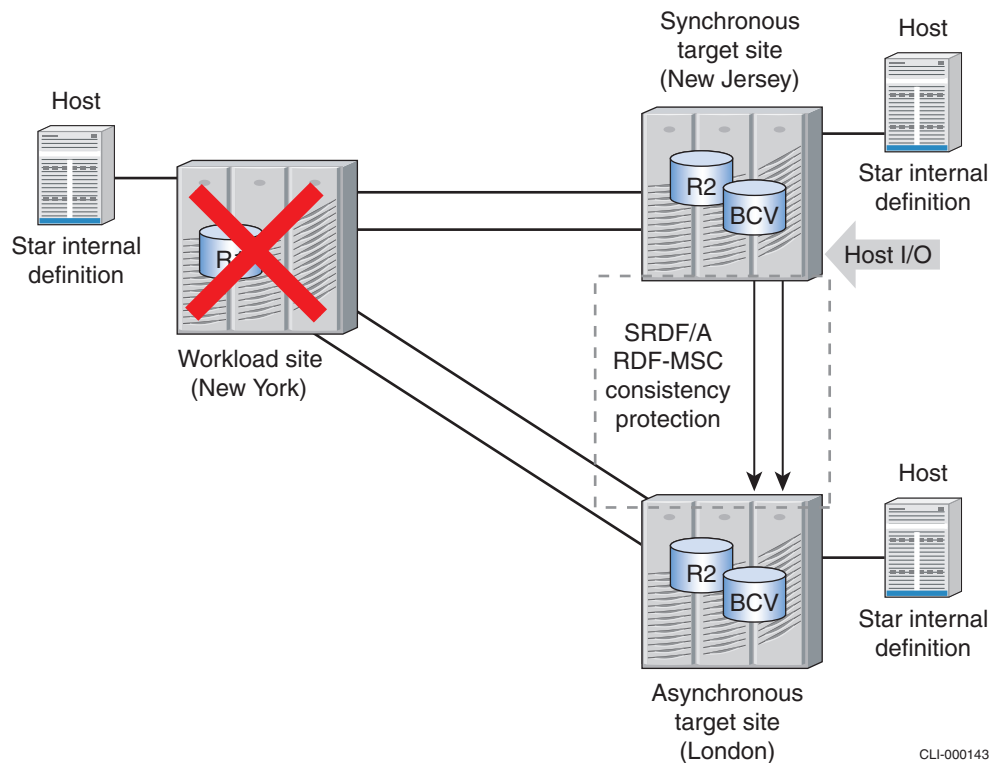 Synchronous
target site
(New Jersey)
Host
Host
R2
BCV
Star internal
definition
R1
Star internal
definition
Host I/O
Workload site
(New York)
SRDF/A
RDF-MSC
consistency
protection
Host
R2
BCV
Star internal
definition
Asynchronous
target site
(London)
CLI-000143